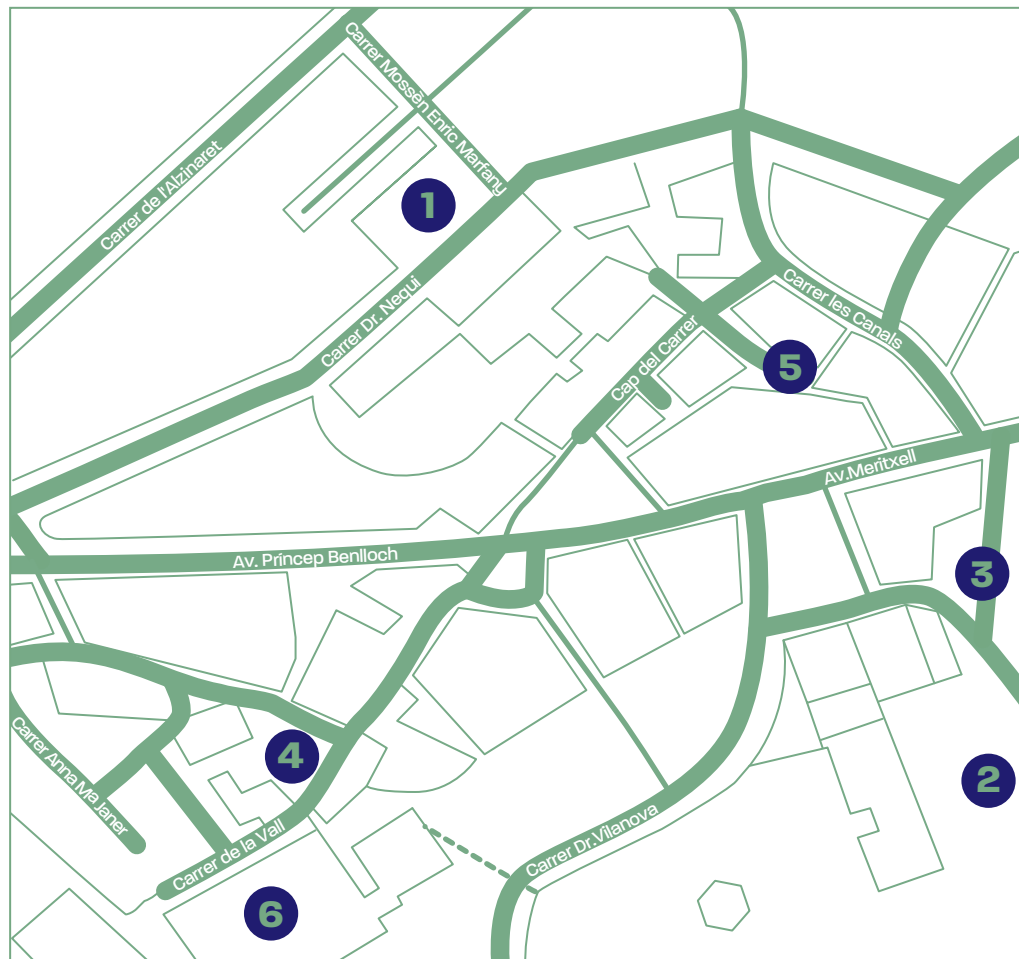 Carrer Mossèn Enric Marfany
Carrer de l'Alzinaret
1
Carrer Dr. Nequi
Carrer les Canals
Cap del Carrer
5
Av.Meritxell
Av. Príncep Benlloch
3
Carrer Anna Ma Janer
4
2
Carrer Dr.Vilanova
Carrer de la Vall
6